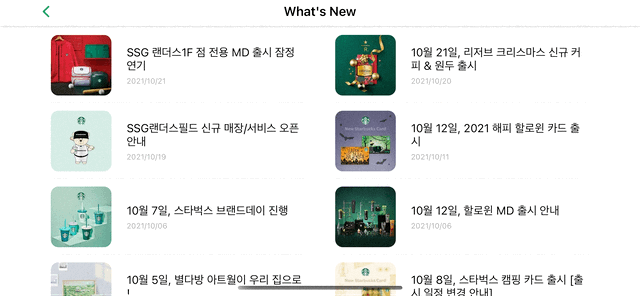 What's New
SSG 랜더스1F 점 전용 MD 출시 잠정
연기
2021/10/21
10월 21일, 리저브 크리스마스 신규 커
피 & 원두 출시
2021/10/20
SSG랜더스필드 신규 매장/서비스 오픈
안내
2021/10/19
10월 12일, 2021 해피 할로윈 카드 출
시
2021/10/11
New Starbucks Card
10월 7일, 스타벅스 브랜드데이 진행
2021/10/06
10월 12일, 할로윈 MD 출시 안내
2021/10/06
10월 5일, 별다방 아트월이 우리 집으로
!
10월 8일, 스타벅스 캠핑 카드 출시 [출
시 일정 변경 안내]
New Starbucks Card